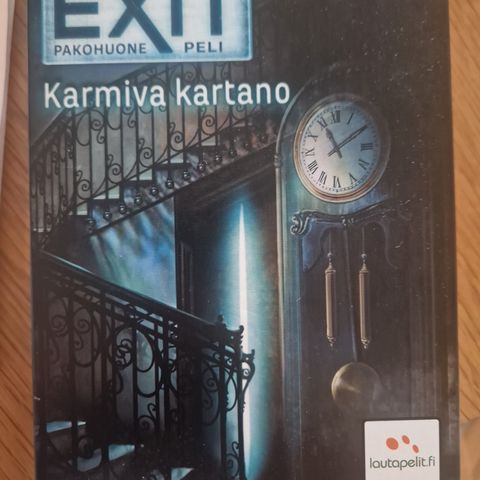 EXIT
PAKOHUONE PELI
Karmiva kartano
lautapelit.fi